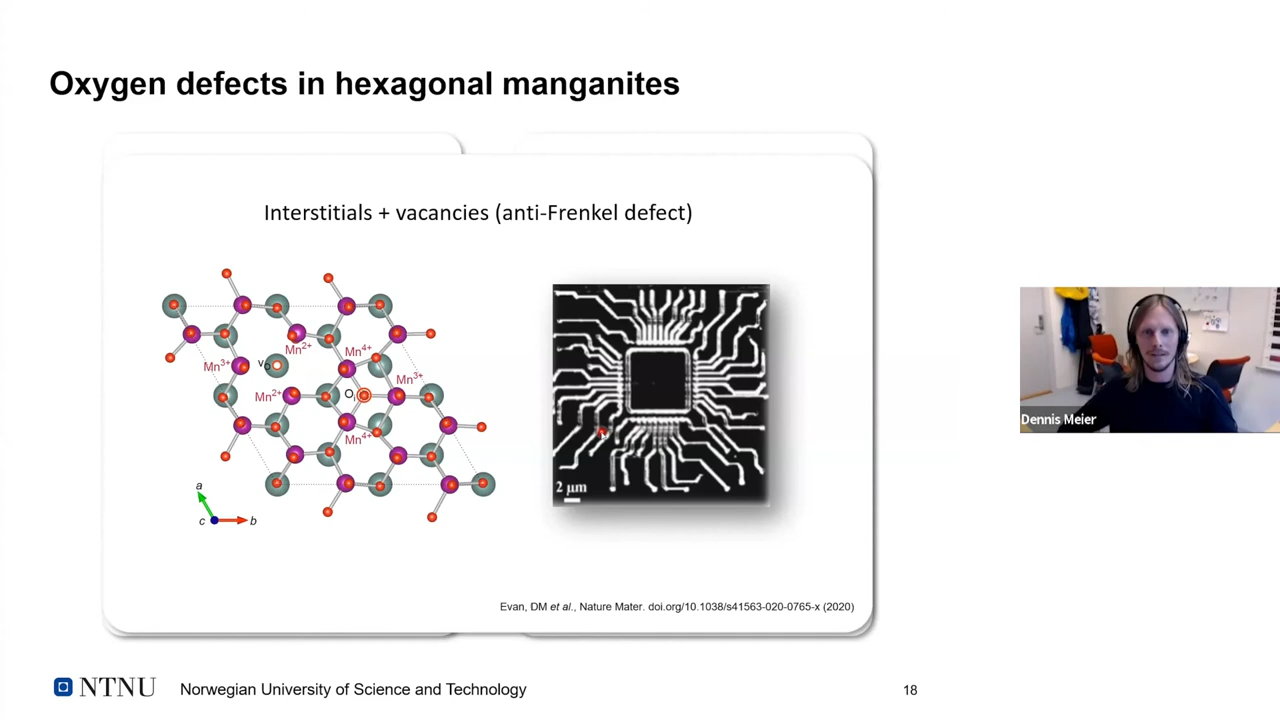 Oxygen defects in hexagonal manganites
Interstitials + vacancies (anti-Frenkel defect)
Mn2+
Mn4+
Mn3+
vO
Mn3+
Mn2+
Oi
Mn4+
a
c
b
2 μm
Evan, DM et al., Nature Mater. doi.org/10.1038/s41563-020-0765-x (2020)
Dennis Meier
NTNU
Norwegian University of Science and Technology
18